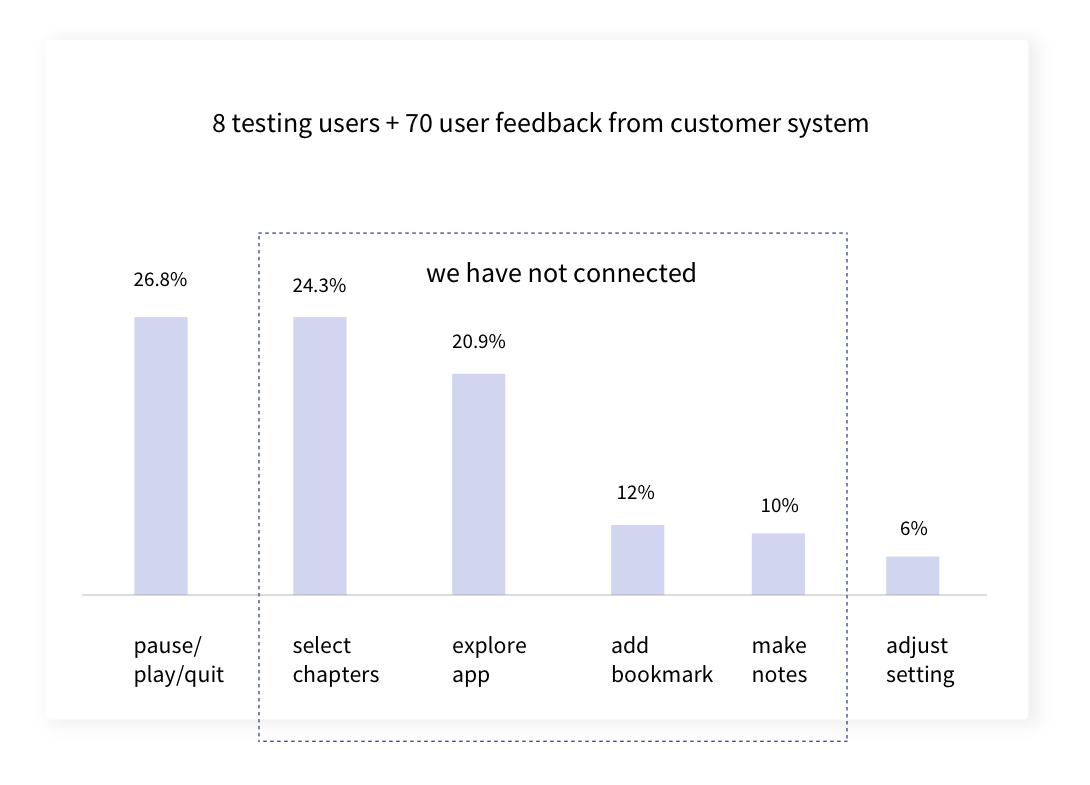 8 testing users + 70 user feedback from customer system
we have not connected
26.8%
24.3%
20.9%
12%
10%
6%
pause/
play/quit
select
chapters
explore
app
add
bookmark
make
notes
adjust
setting